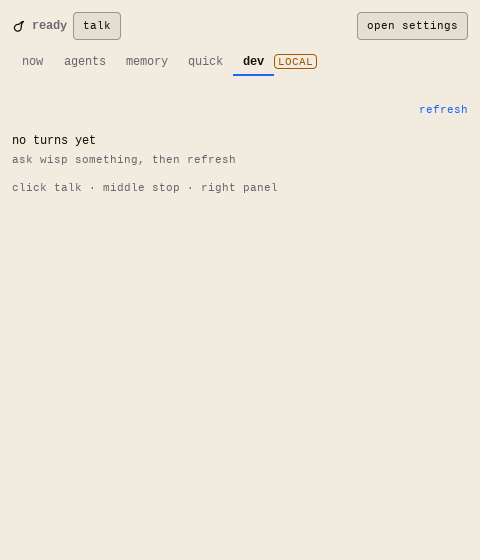 ready talk open settings
now agents memory quick dev LOCAL
refresh
no turns yet
ask wisp something, then refresh
click talk · middle stop · right panel